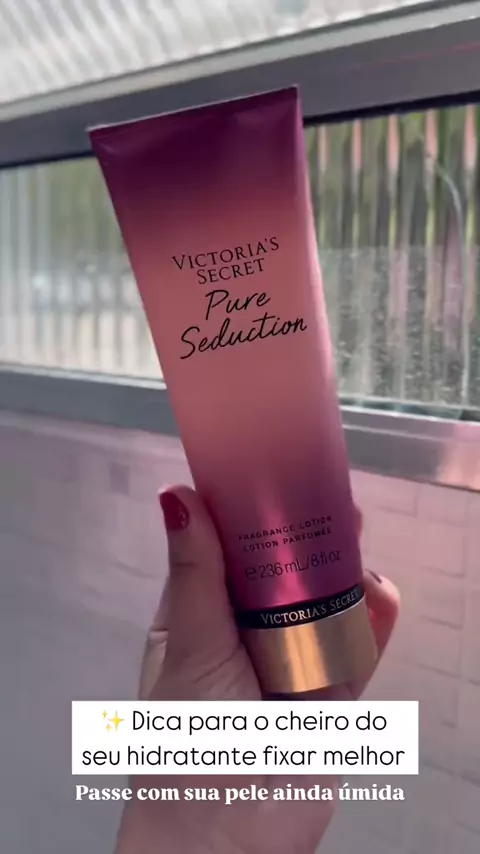 VICTORIA'S
SECRET
Pure
Seduction
FRAGRANCE LOTION
LOTION PARFUMÉE
e 236 mL/8 fl oz
VICTORIA'S SECRET
✨ Dica para o cheiro do
seu hidratante fixar melhor
Passe com sua pele ainda úmida